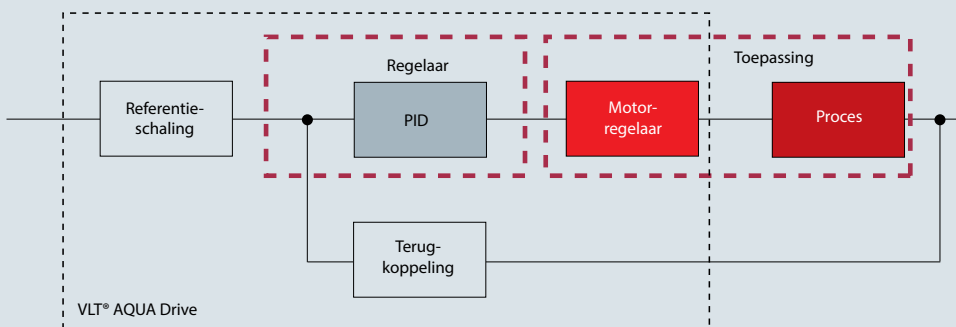 Regelaar
Toepassing
Referentie-
schaling
PID
Motor-
regelaar
Proces
Terug-
koppeling
VLT® AQUA Drive